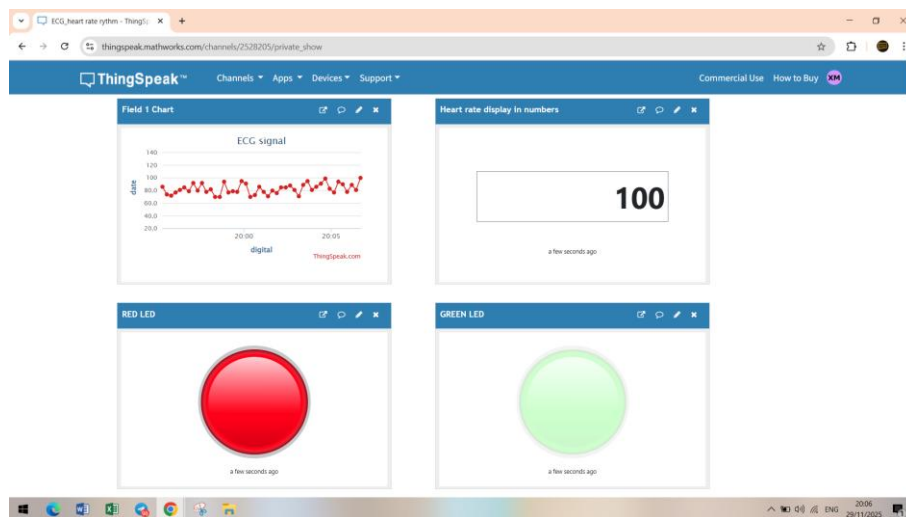 ECG_heart rate rythm - ThingS
thingspeak.mathworks.com/channels/2528205/private_show
ThingSpeak™ Channels Apps Devices Support Commercial Use How to Buy XM
Field 1 Chart
ECG signal
140
120
100
80.0
60.0
40.0
20.0
date
20:00 20:05
digital
ThingSpeak.com
Heart rate display in numbers
100
a few seconds ago
RED LED
a few seconds ago
GREEN LED
a few seconds ago
ENG
20:06
29/11/2025